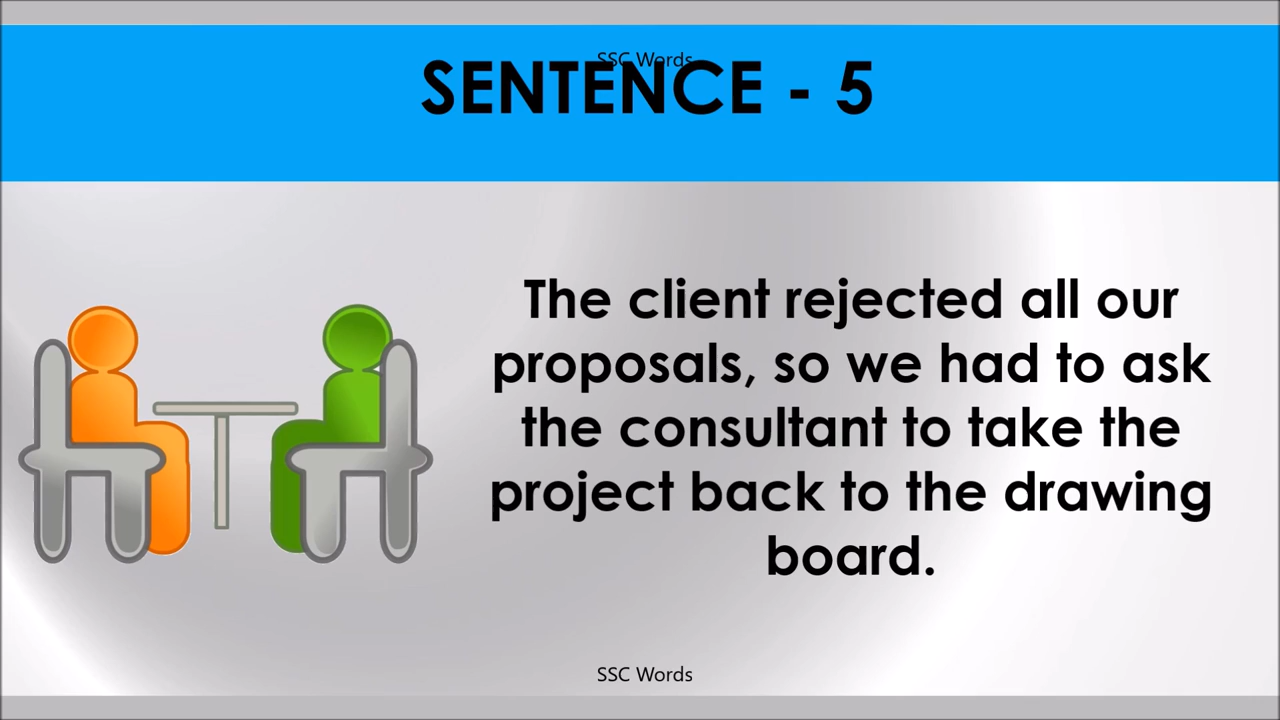 SSC Words
SENTENCE - 5
The client rejected all our
proposals, so we had to ask
the consultant to take the
project back to the drawing
board.
SSC Words